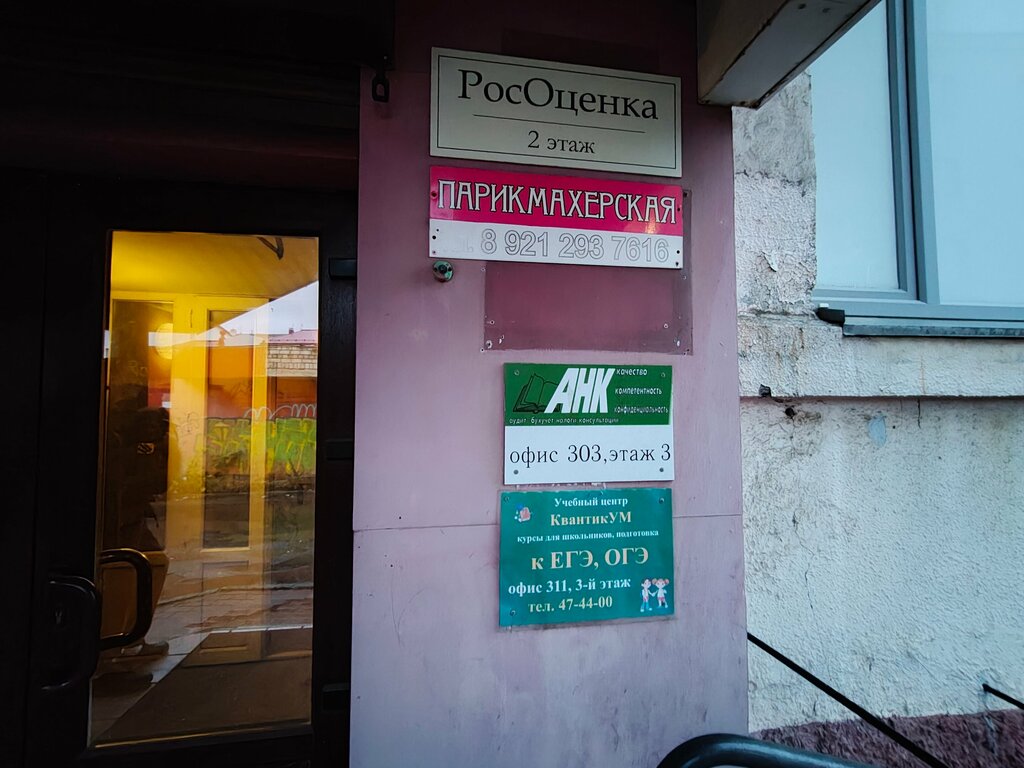 РосОценка
2 этаж
ПАРИКМАХЕРСКАЯ
8 921 293 7616
АНК
качество
компетентность
конфиденциальность
аудит бухучет налоги консультации
офис 303, этаж 3
Учебный центр
КвантикУМ
курсы для школьников, подготовка
к ЕГЭ, ОГЭ
офис 311, 3-й этаж
тел. 47-44-00